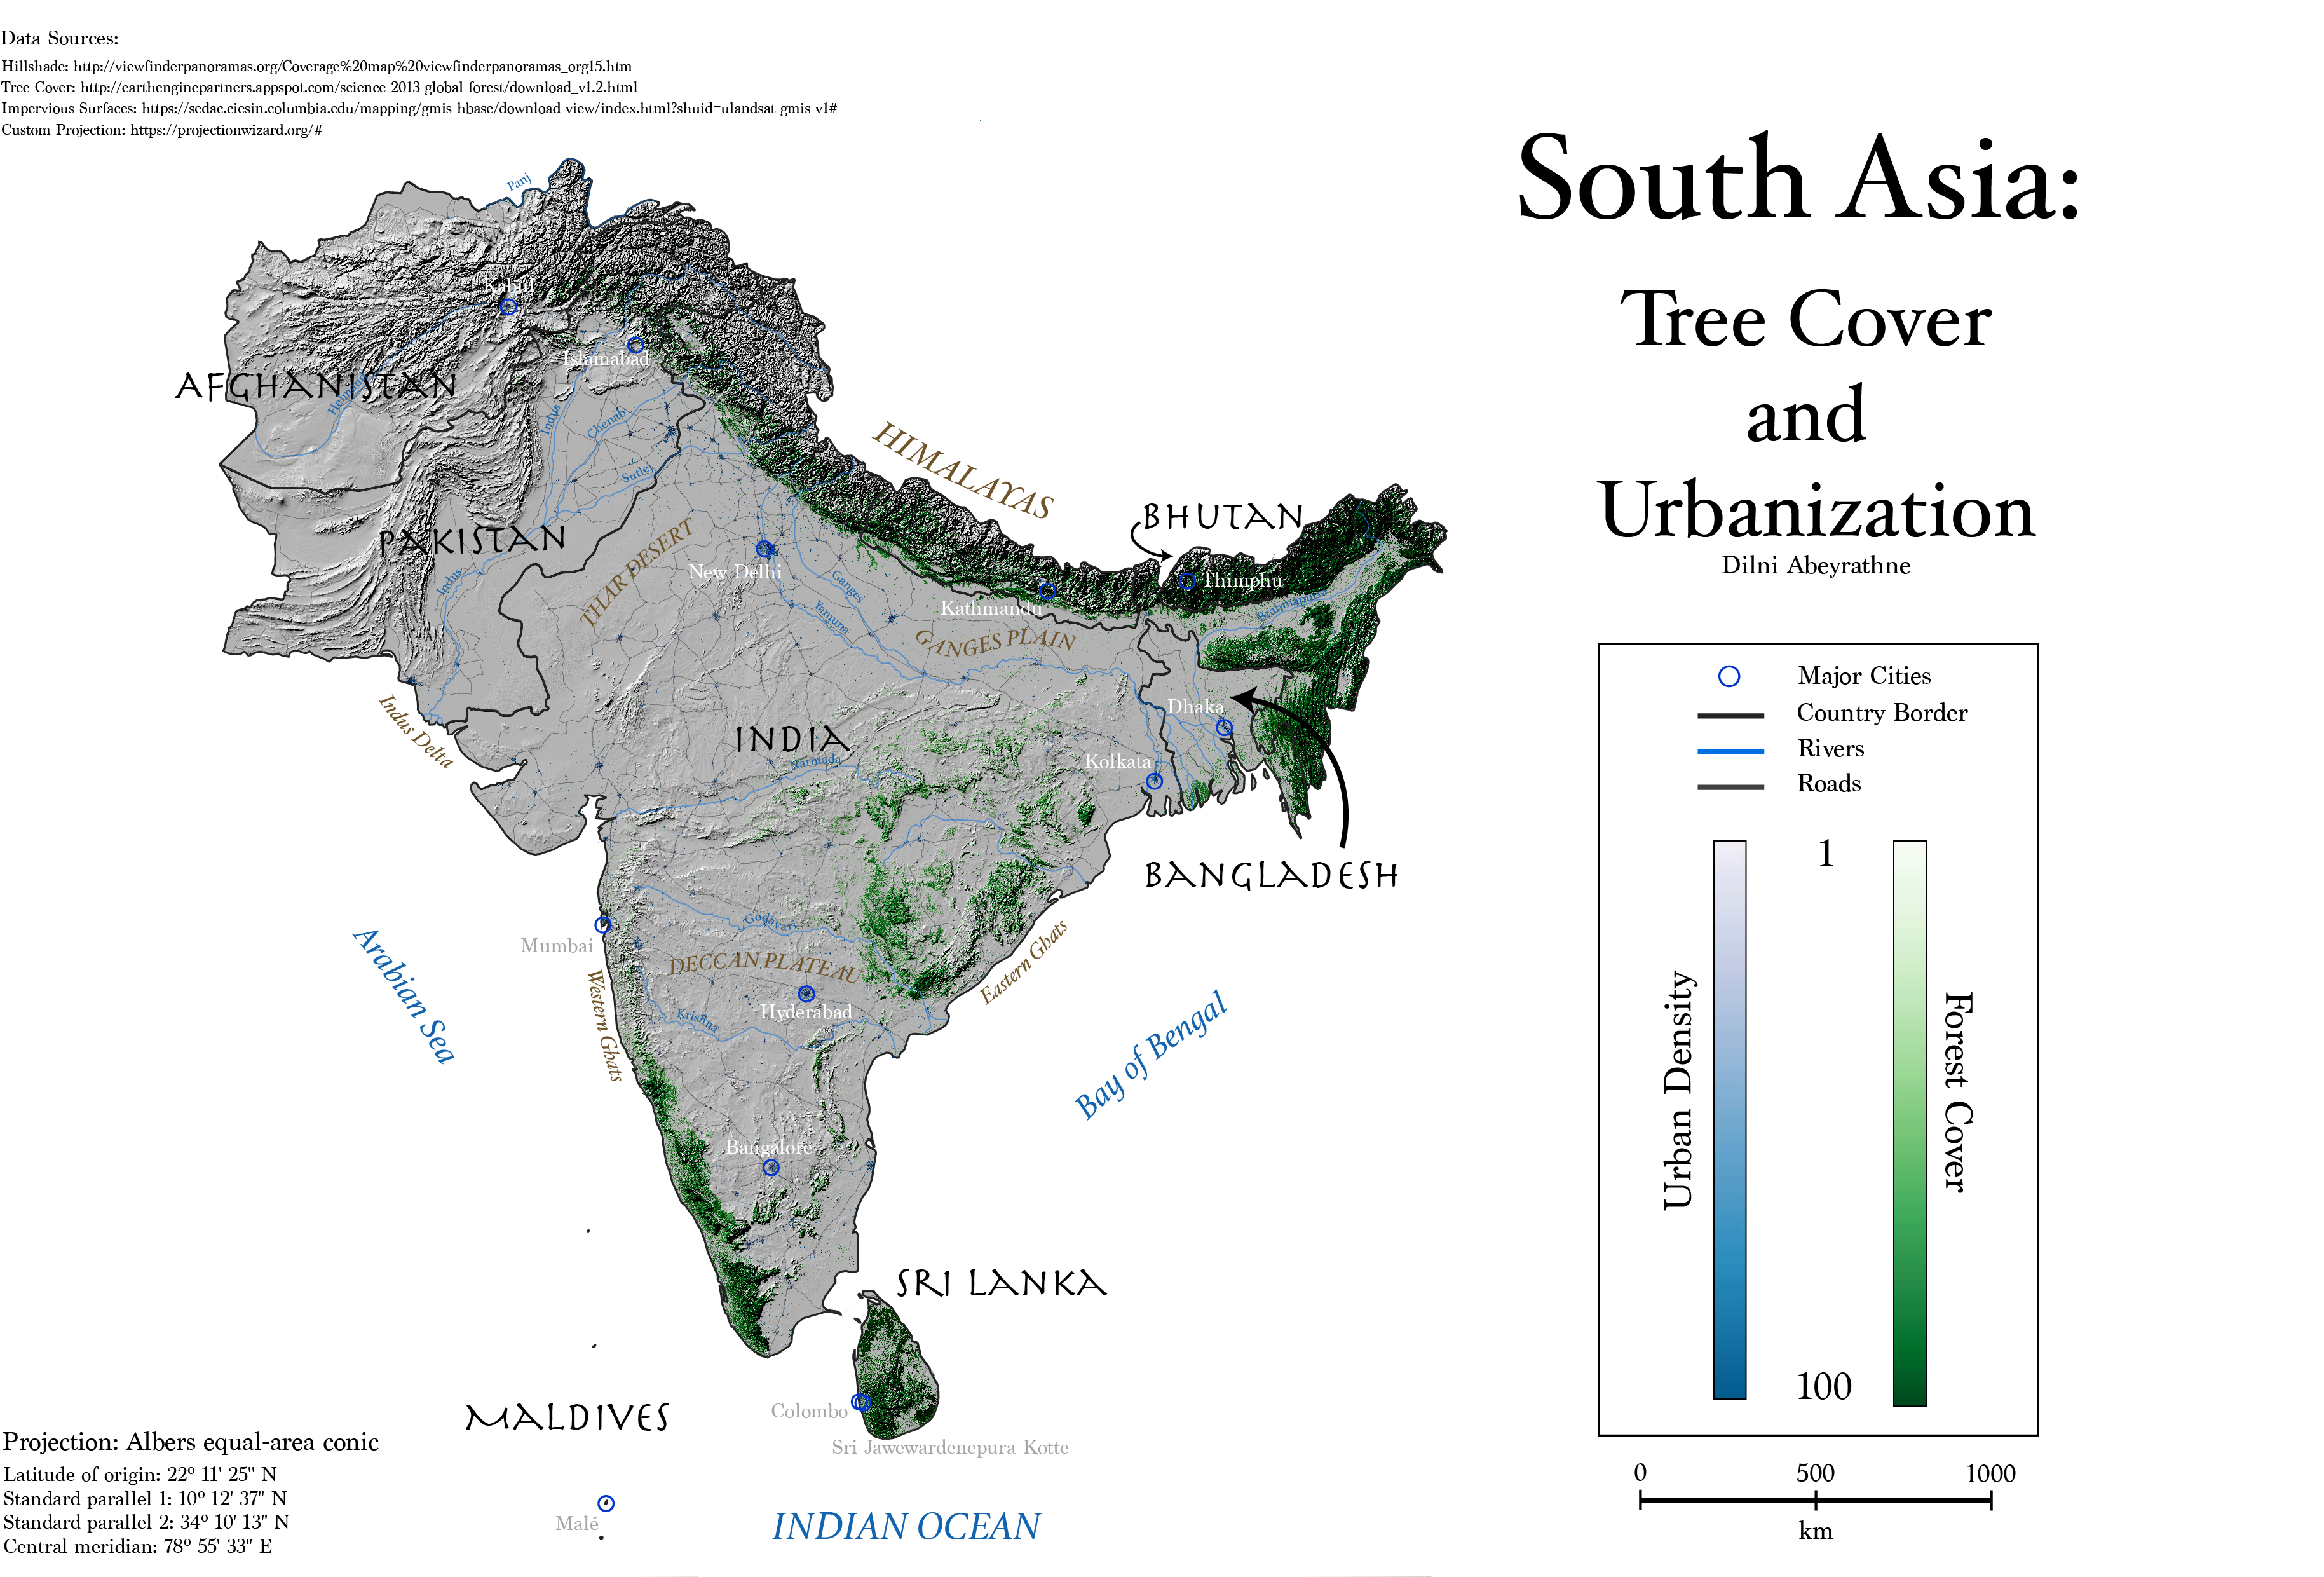 Data Sources:
Hillshade: http://viewfinderpanoramas.org/Coverage%20map%20viewfinderpanoramas_org15.htm
Tree Cover: http://earthenginepartners.appspot.com/science-2013-global-forest/download_v1.2.html
Impervious Surfaces: https://sedac.ciesin.columbia.edu/mapping/gmis-hbase/download-view/index.html?shuid=ulandsat-gmis-v1#
Custom Projection: https://projectionwizard.org/#
South Asia:
Tree Cover
and
Urbanization
Dilni Abeyrathne
Panj
Kabul
Islamabad
AFGHANISTAN
Helmand
Indus
Chenab
Sutlej
HIMALAYAS
PAKISTAN
BHUTAN
THAR DESERT
New Delhi
Indus
Ganges
Yamuna
Kathmandu
Thimphu
Brahmaputra
GANGES PLAIN
Indus Delta
INDIA
Narmada
Dhaka
Kolkata
BANGLADESH
Mumbai
Godavari
DECCAN PLATEAU
Hyderabad
Krishna
Western Ghats
Eastern Ghats
Arabian Sea
Bay of Bengal
Bangalore
SRI LANKA
MALDIVES
Colombo
Sri Jawewardenepura Kotte
Malé
INDIAN OCEAN
Major Cities
Country Border
Rivers
Roads
1
Urban Density
Forest Cover
100
0 500 1000
km
Projection: Albers equal-area conic
Latitude of origin: 22º 11' 25" N
Standard parallel 1: 10º 12' 37" N
Standard parallel 2: 34º 10' 13" N
Central meridian: 78º 55' 33" E